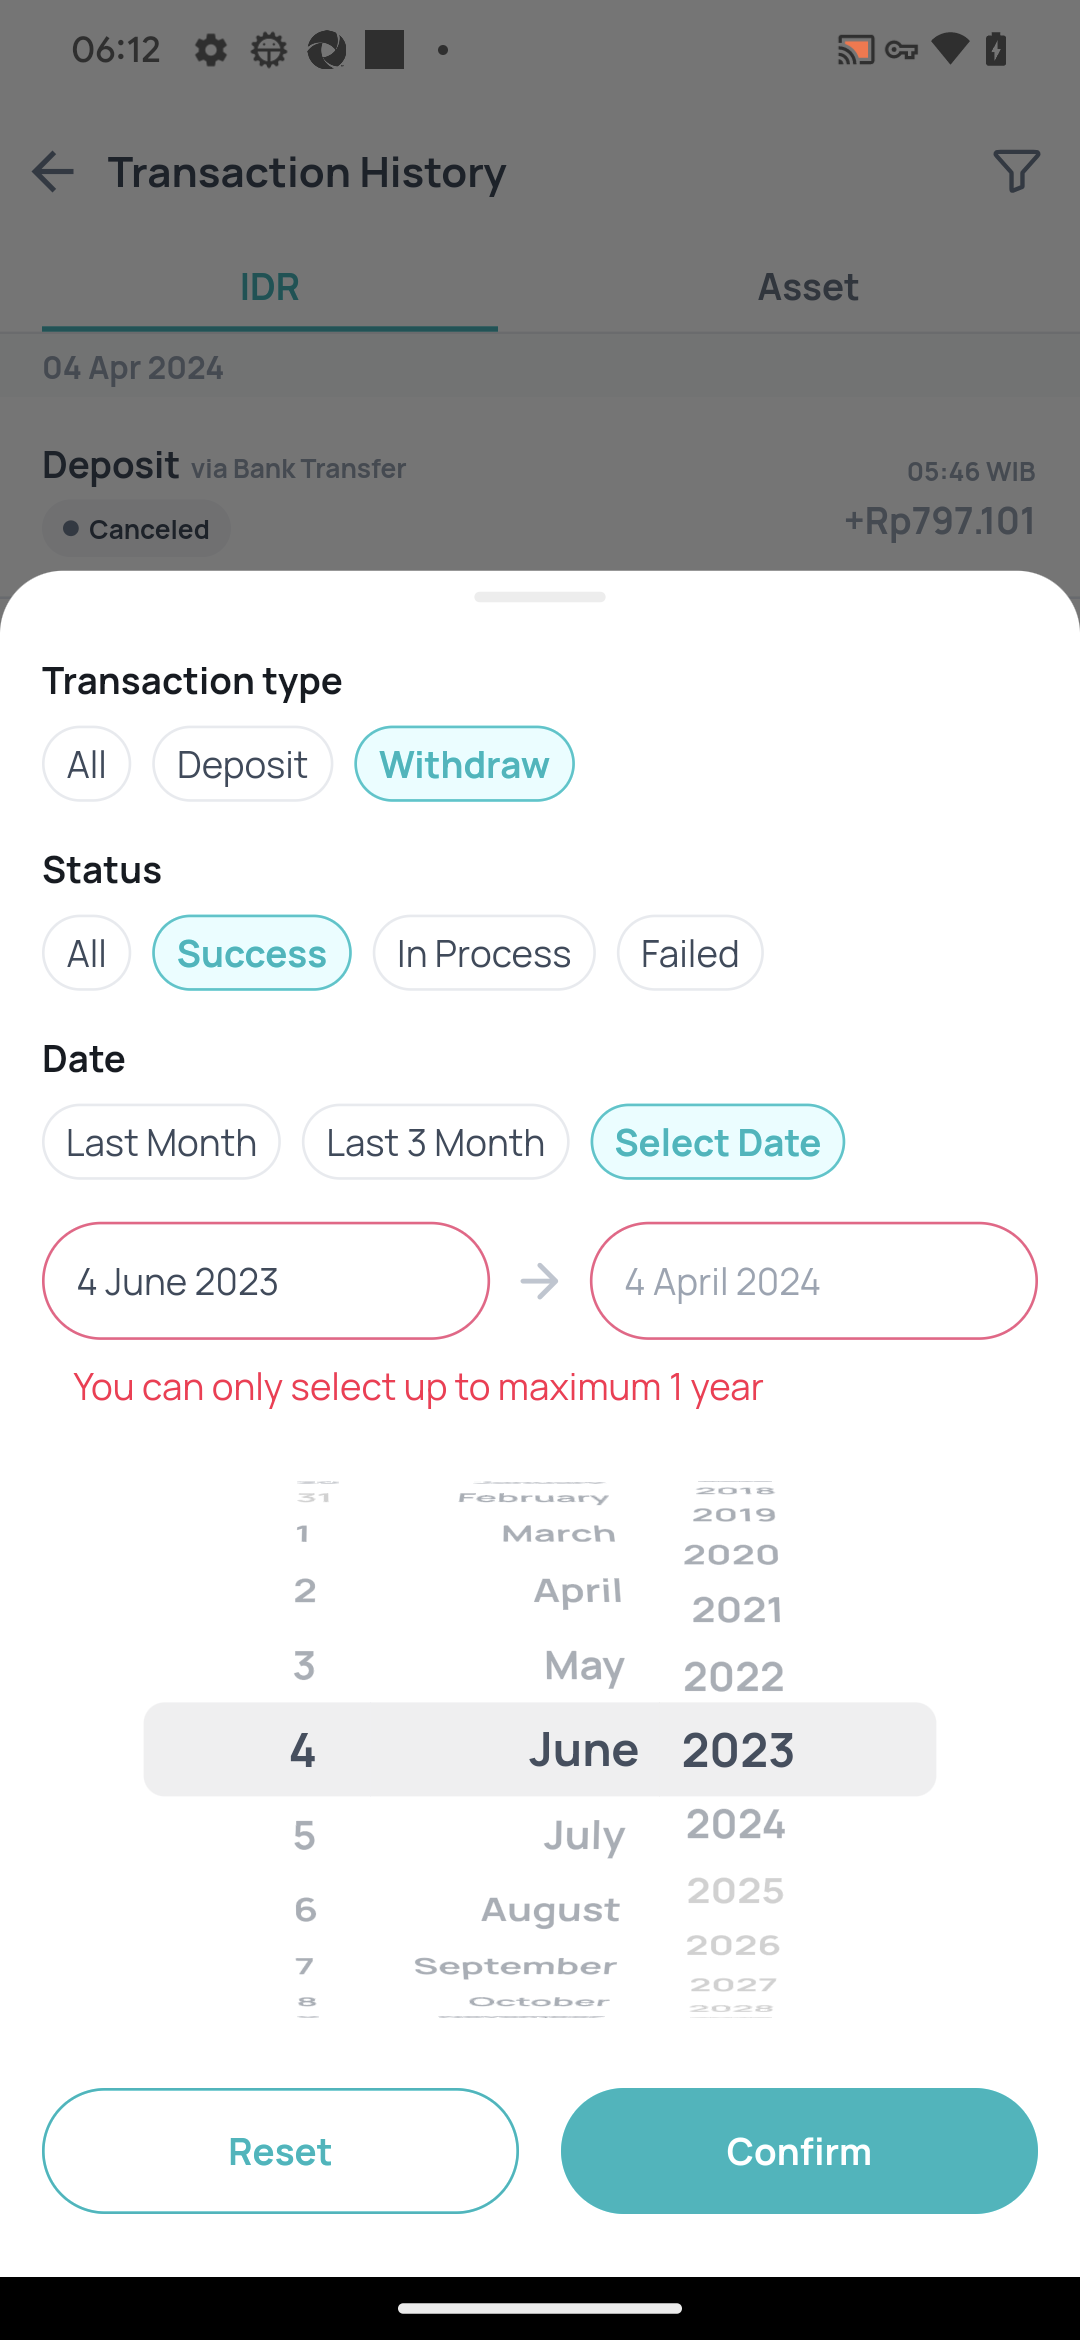 06:12
Transaction History
IDR Asset
04 Apr 2024
Deposit via Bank Transfer 05:46 WIB
Canceled +Rp797.101
Transaction type
All Deposit Withdraw
Status
All Success In Process Failed
Date
Last Month Last 3 Month Select Date
4 June 2023 4 April 2024
You can only select up to maximum 1 year
2018
31 February 2019
1 March 2020
2 April 2021
3 May 2022
4 June 2023
5 July 2024
6 August 2025
7 September 2026
8 October 2027
2028
Reset Confirm